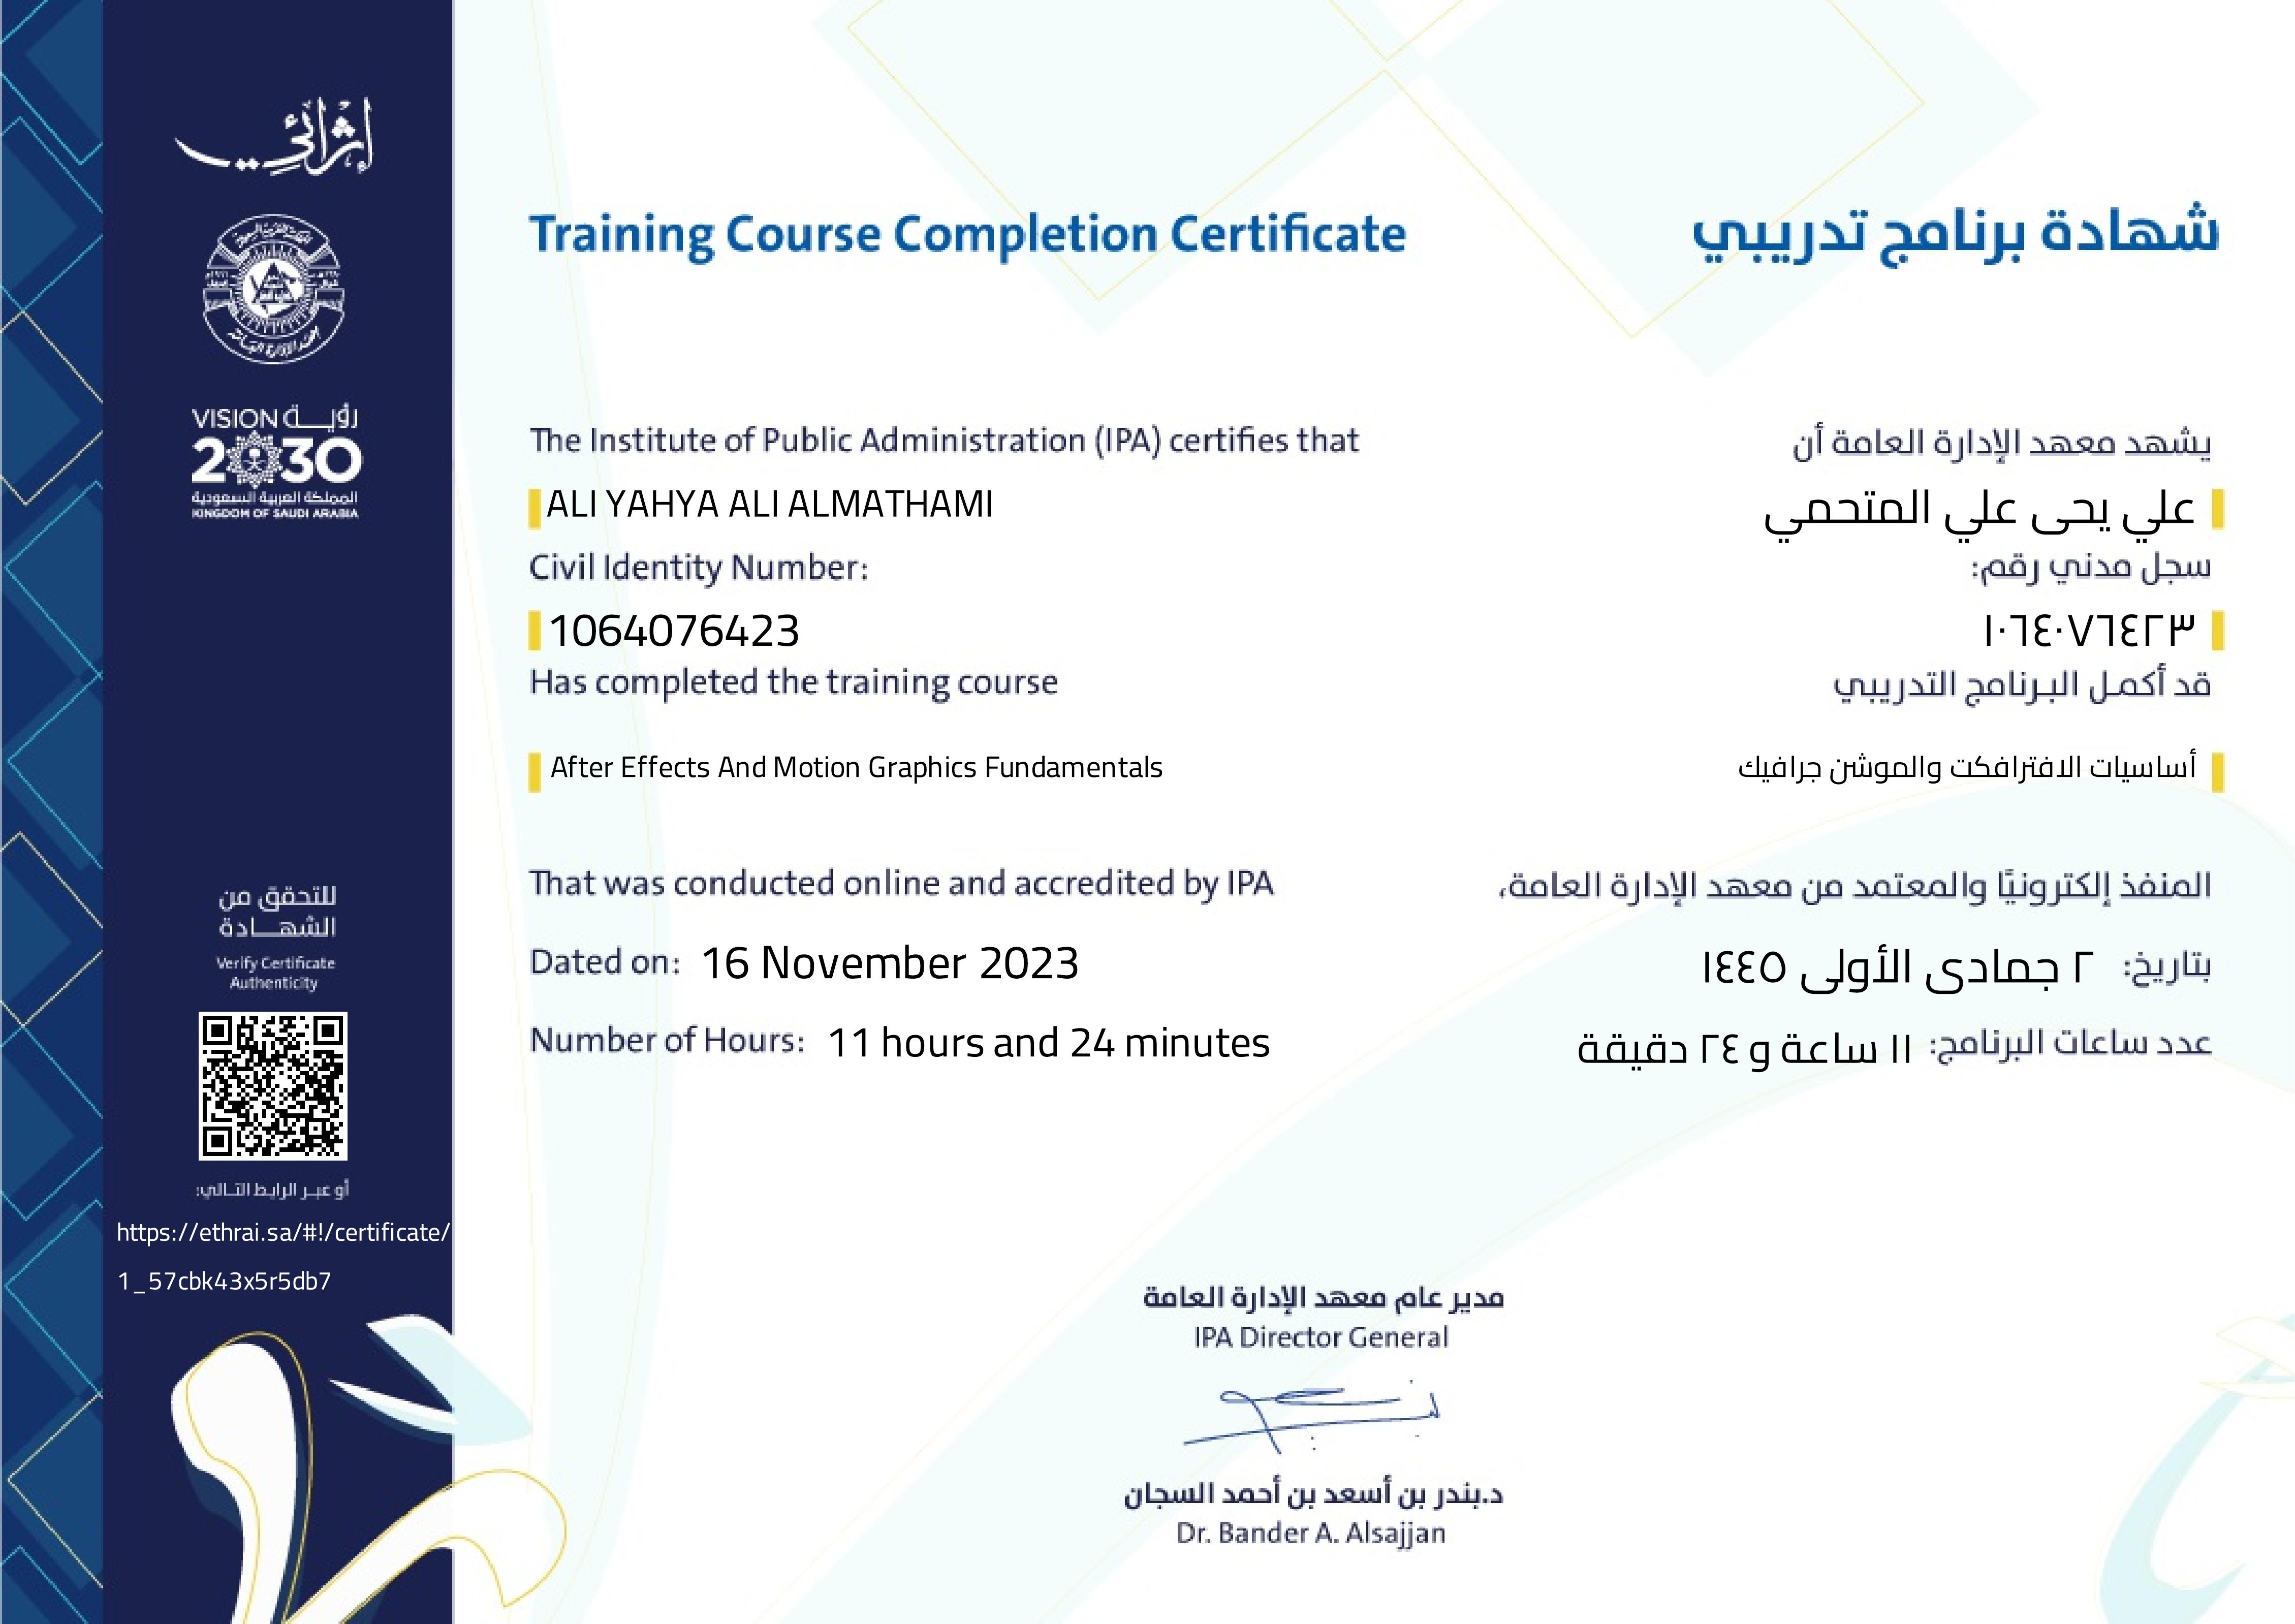 إثرائي
VISION رؤيــة
2030
المملكة العربية السعودية
KINGDOM OF SAUDI ARABIA
للتحقق من
الشهـــادة
Verify Certificate
Authenticity
أو عبـر الرابط التـالي:
https://ethrai.sa/#!/certificate/
1_57cbk43x5r5db7
Training Course Completion Certificate
شهادة برنامج تدريبي
The Institute of Public Administration (IPA) certifies that
يشهد معهد الإدارة العامة أن
ALI YAHYA ALI ALMATHAMI
علي يحى علي المتحمي
Civil Identity Number:
سجل مدني رقم:
1064076423
١٠٦٤٠٧٦٤٢٣
Has completed the training course
قد أكمـل البـرنامج التدريبي
After Effects And Motion Graphics Fundamentals
أساسيات الافترافكت والموشن جرافيك
That was conducted online and accredited by IPA
المنفذ إلكترونيًا والمعتمد من معهد الإدارة العامة،
Dated on: 16 November 2023
بتاريخ: ٢ جمادى الأولى ١٤٤٥
Number of Hours: 11 hours and 24 minutes
عدد ساعات البرنامج: ١١ ساعة و ٢٤ دقيقة
مدير عام معهد الإدارة العامة
IPA Director General
د.بندر بن أسعد بن أحمد السجان
Dr. Bander A. Alsajjan